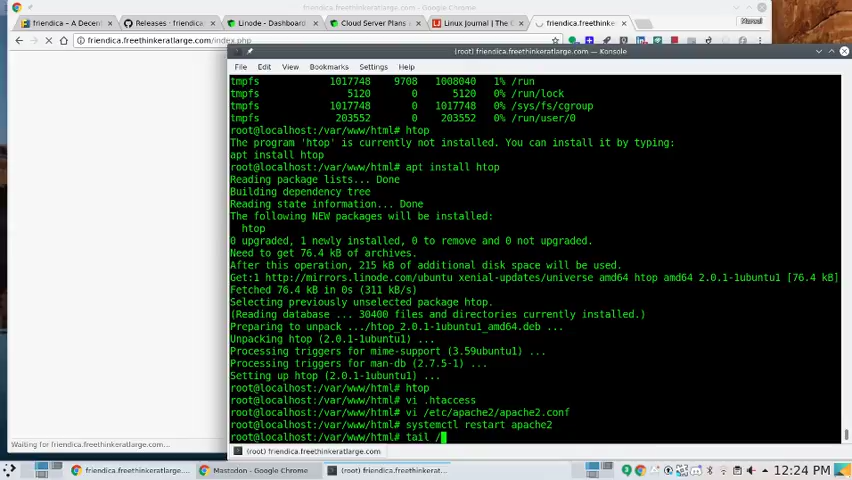 friendica.freethinkeratlarge.com - Google Chrome
friendica – A Decent
Releases · friendica/
Linode - Dashboard
Cloud Server Plans
Linux Journal | The C
friendica.freethinke
Manuel
friendica.freethinkeratlarge.com/index.php
(root) friendica.freethinkeratlarge.com — Konsole
File Edit View Bookmarks Settings Help
tmpfs 1017748 9708 1008040 1% /run
tmpfs 5120 0 5120 0% /run/lock
tmpfs 1017748 0 1017748 0% /sys/fs/cgroup
tmpfs 203552 0 203552 0% /run/user/0
root@localhost:/var/www/html# htop
The program 'htop' is currently not installed. You can install it by typing:
apt install htop
root@localhost:/var/www/html# apt install htop
Reading package lists... Done
Building dependency tree
Reading state information... Done
The following NEW packages will be installed:
htop
0 upgraded, 1 newly installed, 0 to remove and 0 not upgraded.
Need to get 76.4 kB of archives.
After this operation, 215 kB of additional disk space will be used.
Get:1 http://mirrors.linode.com/ubuntu xenial-updates/universe amd64 htop amd64 2.0.1-1ubuntu1 [76.4 kB]
Fetched 76.4 kB in 0s (311 kB/s)
Selecting previously unselected package htop.
(Reading database ... 30400 files and directories currently installed.)
Preparing to unpack .../htop_2.0.1-1ubuntu1_amd64.deb ...
Unpacking htop (2.0.1-1ubuntu1) ...
Processing triggers for mime-support (3.59ubuntu1) ...
Processing triggers for man-db (2.7.5-1) ...
Setting up htop (2.0.1-1ubuntu1) ...
root@localhost:/var/www/html# htop
root@localhost:/var/www/html# vi .htaccess
root@localhost:/var/www/html# vi /etc/apache2/apache2.conf
root@localhost:/var/www/html# systemctl restart apache2
root@localhost:/var/www/html# tail /
Waiting for friendica.freethinkeratlarge.com...
(root) friendica.freethinkeratlarge.com
friendica.freethinkeratlarge.com...
Mastodon - Google Chrome
(root) friendica.freethinkeratlarge...
12:24 PM